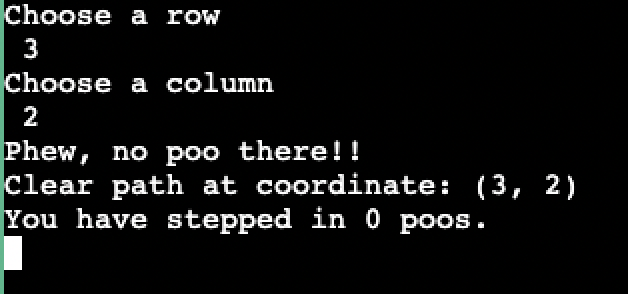 Choose a row
3
Choose a column
2
Phew, no poo there!!
Clear path at coordinate: (3, 2)
You have stepped in 0 poos.